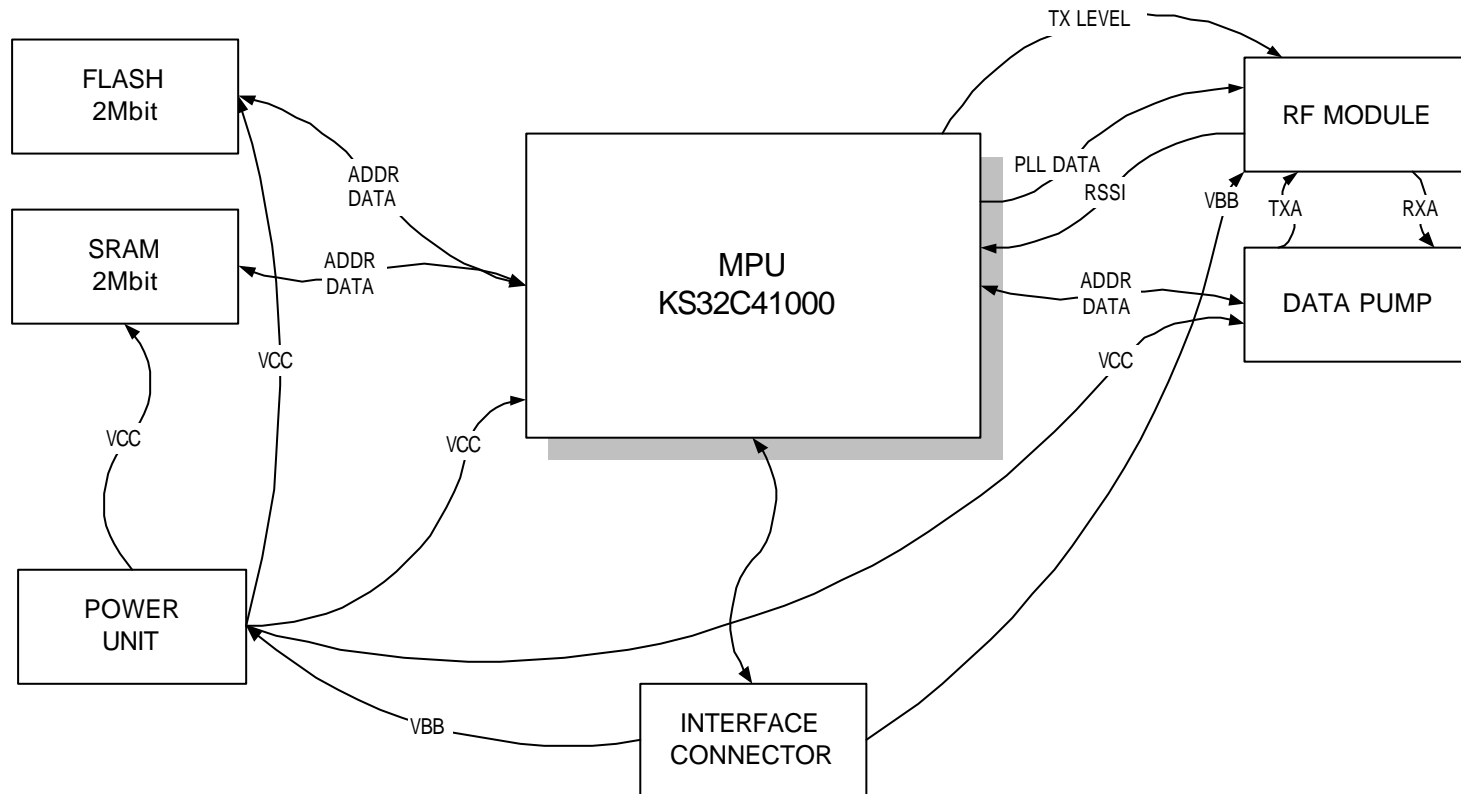 TX LEVEL
FLASH
2Mbit
RF MODULE
ADDR
DATA
PLL DATA
RSSI
VBB
TXA
RXA
SRAM
2Mbit
ADDR
DATA
MPU
KS32C41000
ADDR
DATA
DATA PUMP
VCC
VCC
VCC
VCC
POWER
UNIT
VBB
INTERFACE
CONNECTOR